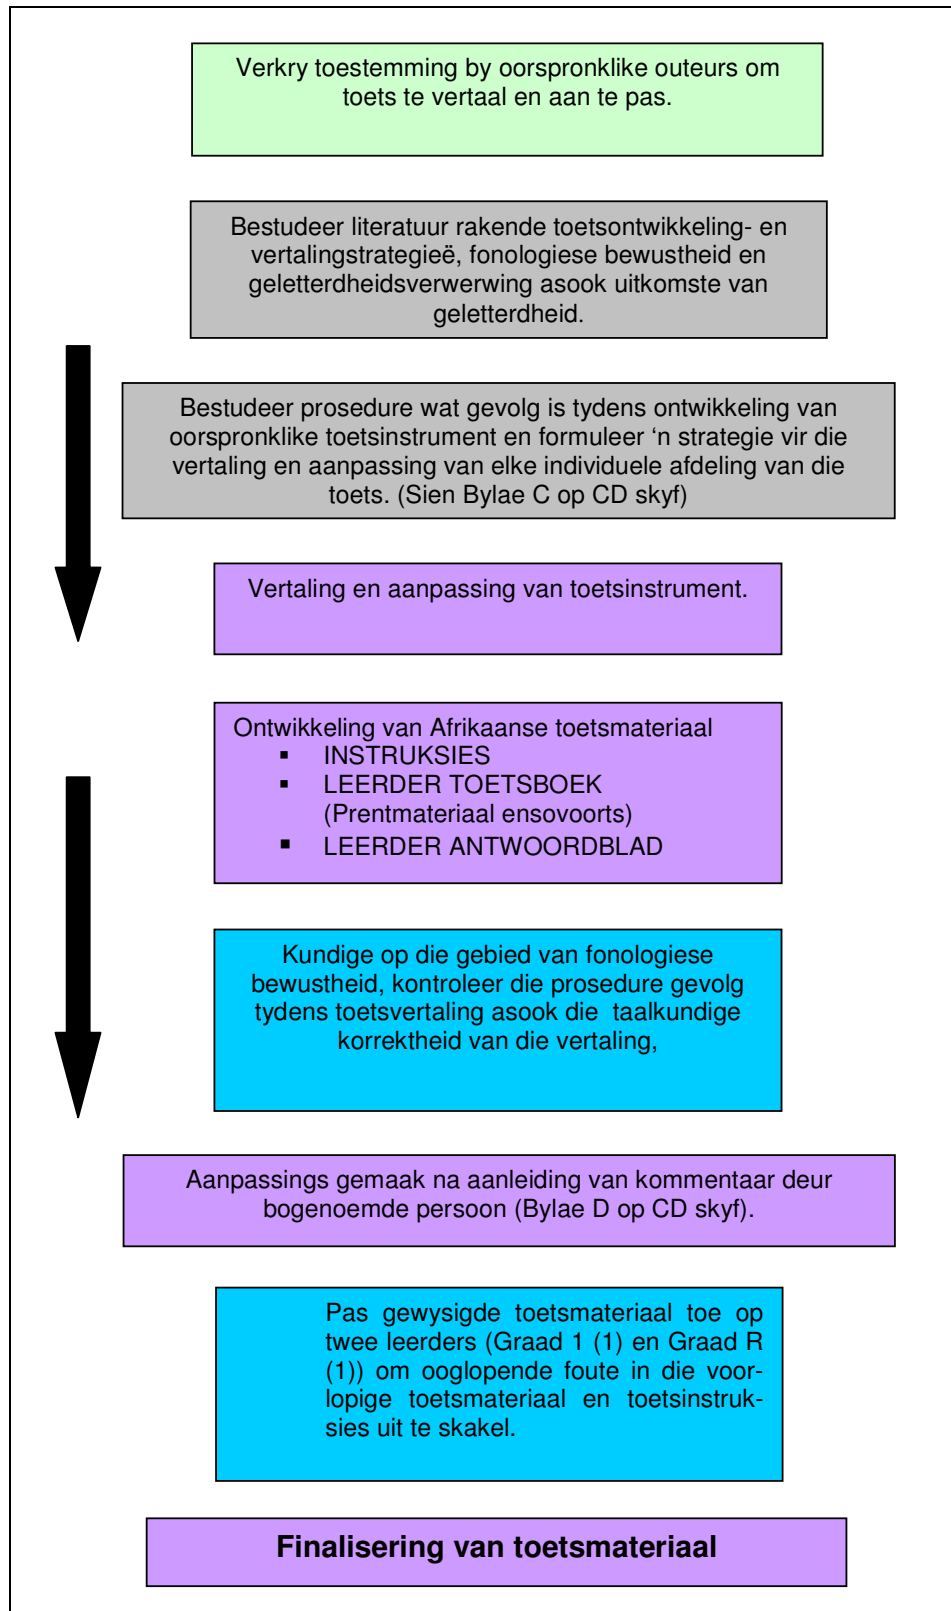 Verkry toestemming by oorspronklike outeurs om
toets te vertaal en aan te pas.
Bestudeer literatuur rakende toetsontwikkeling- en
vertalingstrategieë, fonologiese bewustheid en
geletterdheidsverwerwing asook uitkomste van
geletterdheid.
Bestudeer prosedure wat gevolg is tydens ontwikkeling van
oorspronklike toetsinstrument en formuleer ‘n strategie vir die
vertaling en aanpassing van elke individuele afdeling van die
toets. (Sien Bylae C op CD skyf)
Vertaling en aanpassing van toetsinstrument.
Ontwikkeling van Afrikaanse toetsmateriaal
▪ INSTRUKSIES
▪ LEERDER TOETSBOEK
(Prentmateriaal ensovoorts)
▪ LEERDER ANTWOORDBLAD
Kundige op die gebied van fonologiese
bewustheid, kontroleer die prosedure gevolg
tydens toetsvertaling asook die taalkundige
korrektheid van die vertaling,
Aanpassings gemaak na aanleiding van kommentaar deur
bogenoemde persoon (Bylae D op CD skyf).
Pas gewysigde toetsmateriaal toe op
twee leerders (Graad 1 (1) en Graad R
(1)) om ooglopende foute in die voor-
lopige toetsmateriaal en toetsinstruk-
sies uit te skakel.
Finalisering van toetsmateriaal